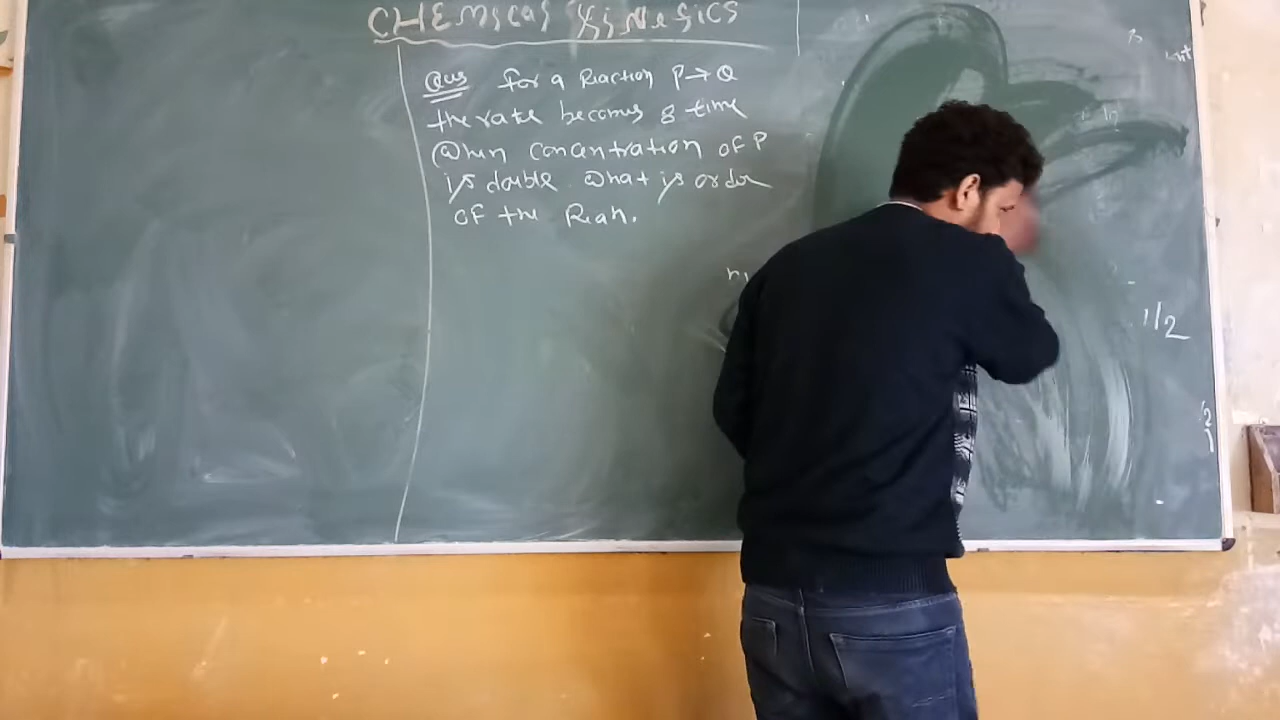 CHEMical Kinetics
Qus for a Reaction P→Q
the rate becomes 8 time
When concentration of P
is double. What is order
of the Rean.
1/2